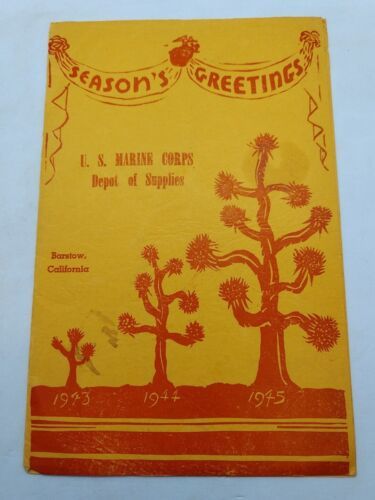 SEASON'S GREETINGS
U. S. MARINE CORPS
Depot of Supplies
Barstow,
California
1943 1944 1945